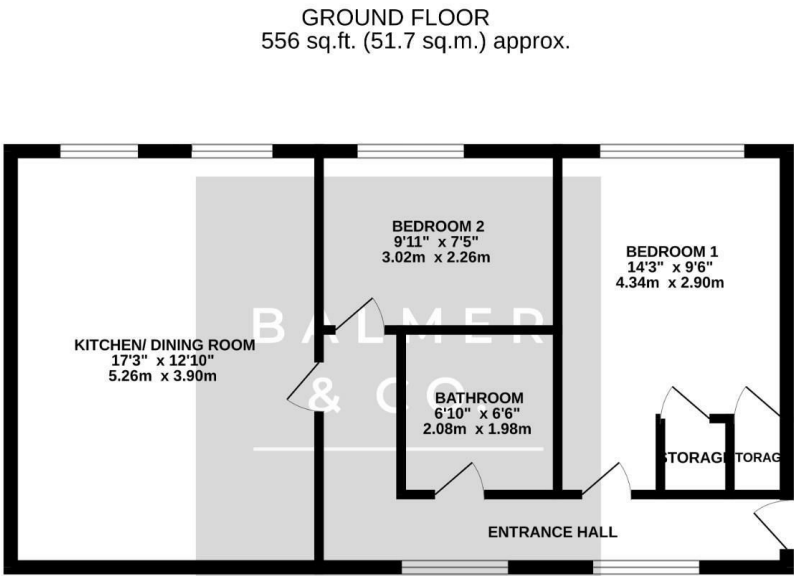 GROUND FLOOR
556 sq.ft. (51.7 sq.m.) approx.
BEDROOM 2
9'11" x 7'5"
3.02m x 2.26m
BEDROOM 1
14'3" x 9'6"
4.34m x 2.90m
BALMER
& CO.
KITCHEN/ DINING ROOM
17'3" x 12'10"
5.26m x 3.90m
BATHROOM
6'10" x 6'6"
2.08m x 1.98m
STORAGE
TORAG
ENTRANCE HALL